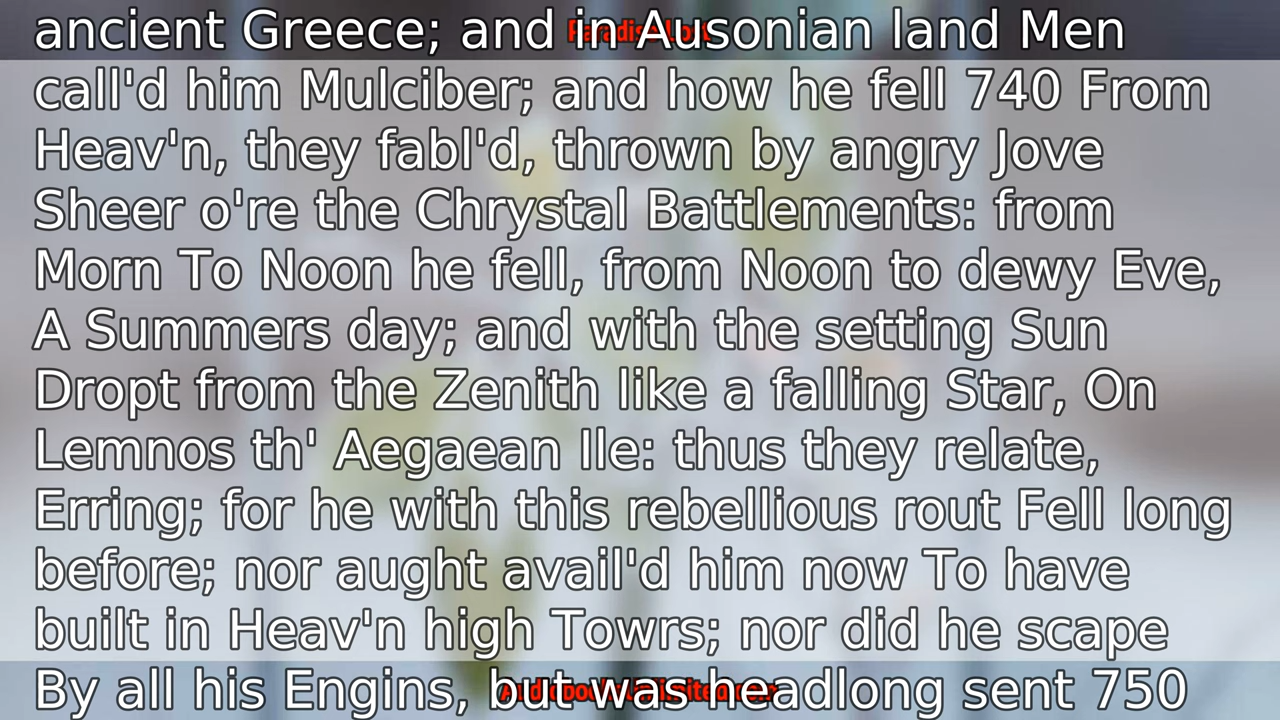 Paradise Lost
ancient Greece; and in Ausonian land Men
call'd him Mulciber; and how he fell 740 From
Heav'n, they fabl'd, thrown by angry Jove
Sheer o're the Chrystal Battlements: from
Morn To Noon he fell, from Noon to dewy Eve,
A Summers day; and with the setting Sun
Dropt from the Zenith like a falling Star, On
Lemnos th' Aegaean Ile: thus they relate,
Erring; for he with this rebellious rout Fell long
before; nor aught avail'd him now To have
built in Heav'n high Towrs; nor did he scape
By all his Engins, but was headlong sent 750